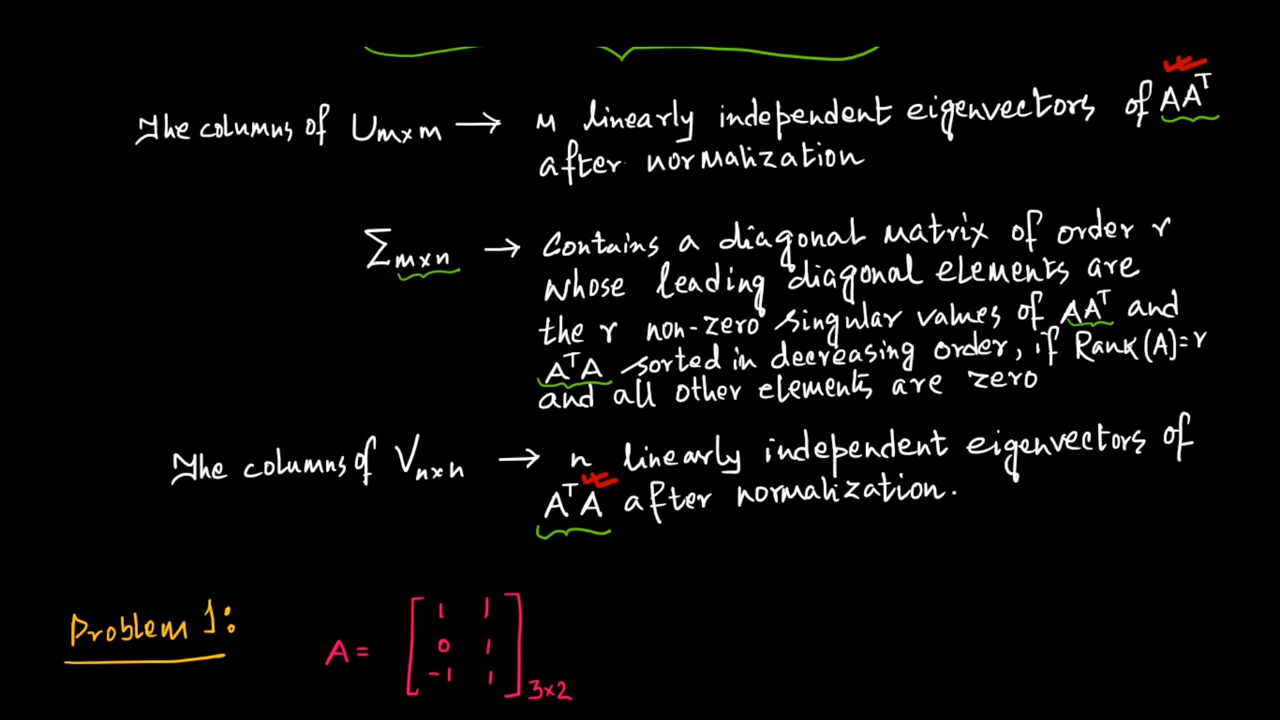 The columns of Um×m → m linearly independent eigenvectors of AAᵀ
after normalization
Σm×n → Contains a diagonal matrix of order r
whose leading diagonal elements are
the r non-zero singular values of AAᵀ and
AᵀA sorted in decreasing order, if Rank(A)=r
and all other elements are zero
The columns of Vn×n → n linearly independent eigenvectors of
AᵀA after normalization.
Problem 1:
A = [ 1 1
0 1
-1 1 ]3×2